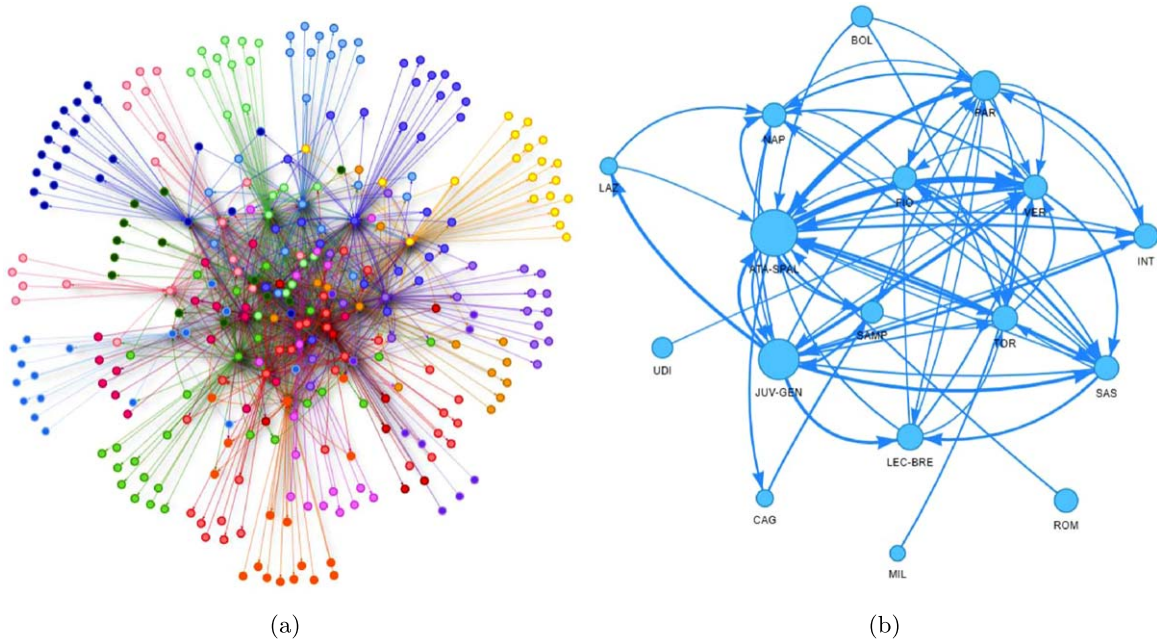 BOL
PAR
NAP
LAZ
FIO
VER
INT
ATA-SPAL
SAMP
TOR
UDI
JUV-GEN
SAS
LEC-BRE
CAG
ROM
MIL
(a)
(b)